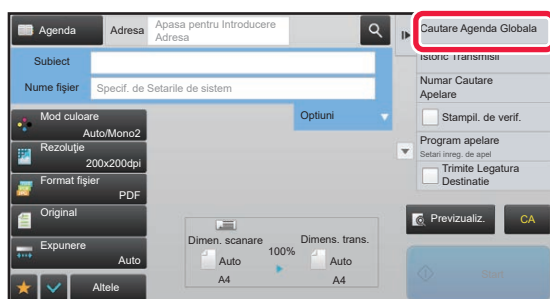 Agenda
Adresa
Apasa pentru Introducere
Adresa
Cautare Agenda Globala
Subiect
Istoric Transmisii
Nume fişier
Specif. de Setarile de sistem
Numar Cautare
Apelare
Mod culoare
Auto/Mono2
Optiuni
Stampil. de verif.
Rezoluţie
200x200dpi
Program apelare
Setari inreg. de apel
Format fişier
PDF
Trimite Legatura
Destinatie
Original
Previzualiz.
CA
Dimen. scanare
100%
Dimens. trans.
Expunere
Auto
Auto
Auto
A4
A4
Altele
Start